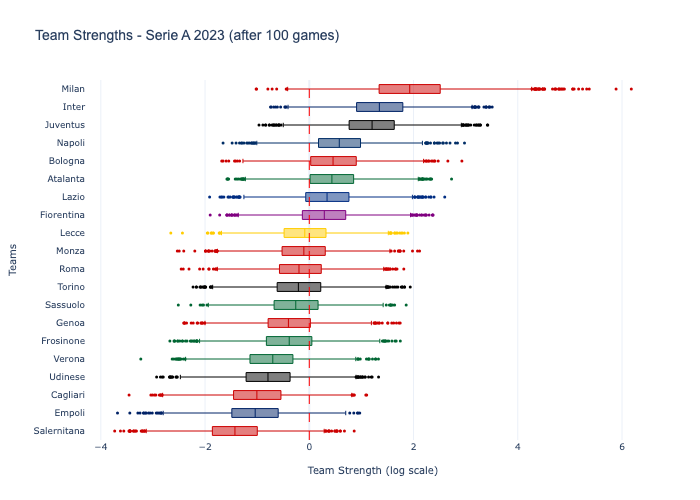 Team Strengths - Serie A 2023 (after 100 games)
Milan
Inter
Juventus
Napoli
Bologna
Atalanta
Lazio
Fiorentina
Lecce
Monza
Roma
Torino
Sassuolo
Genoa
Frosinone
Verona
Udinese
Cagliari
Empoli
Salernitana
Teams
−4 −2 0 2 4 6
Team Strength (log scale)